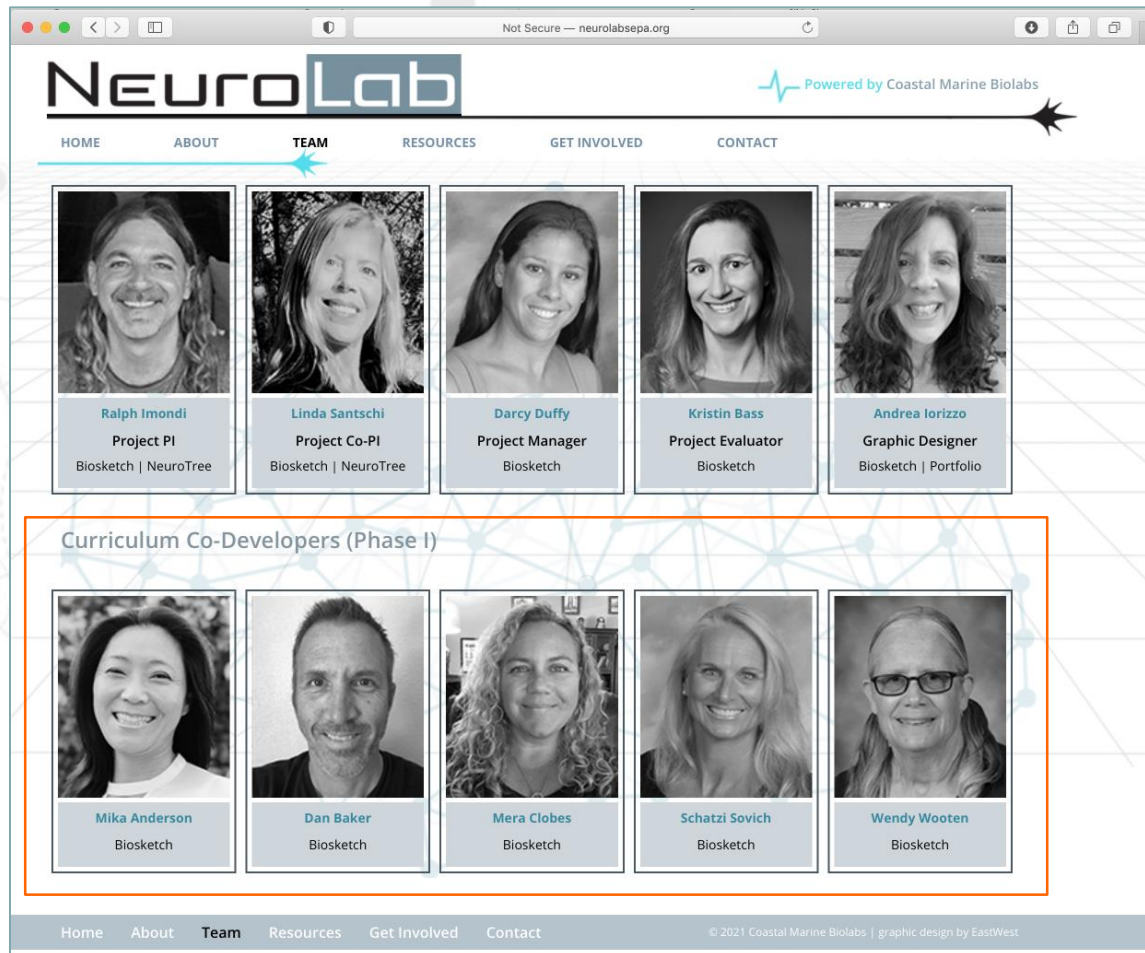 Not Secure — neurolabsepa.org
NeuroLab
Powered by Coastal Marine Biolabs
HOME ABOUT TEAM RESOURCES GET INVOLVED CONTACT
Ralph Imondi
Project PI
Biosketch | NeuroTree
Linda Santschi
Project Co-PI
Biosketch | NeuroTree
Darcy Duffy
Project Manager
Biosketch
Kristin Bass
Project Evaluator
Biosketch
Andrea Iorizzo
Graphic Designer
Biosketch | Portfolio
Curriculum Co-Developers (Phase I)
Mika Anderson
Biosketch
Dan Baker
Biosketch
Mera Clobes
Biosketch
Schatzi Sovich
Biosketch
Wendy Wooten
Biosketch
Home About Team Resources Get Involved Contact
© 2021 Coastal Marine Biolabs | graphic design by EastWest